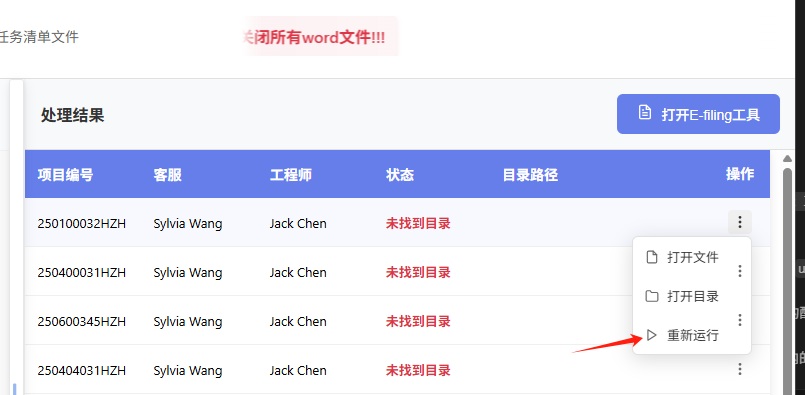 任务清单文件
关闭所有word文件!!!
处理结果
打开E-filing工具
项目编号 客服 工程师 状态 目录路径 操作
250100032HZH Sylvia Wang Jack Chen 未找到目录
打开文件
250400031HZH Sylvia Wang Jack Chen 未找到目录
打开目录
250600345HZH Sylvia Wang Jack Chen 未找到目录
重新运行
250404031HZH Sylvia Wang Jack Chen 未找到目录